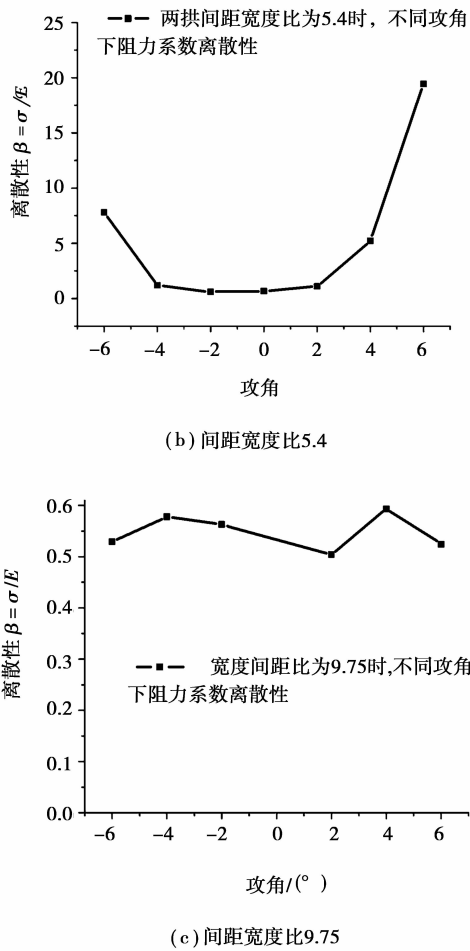 25
两拱间距宽度比为5.4时，不同攻角
下阻力系数离散性
20
15
10
5
0
离散性 β = σ/E
-6 -4 -2 0 2 4 6
攻角
(b) 间距宽度比5.4
0.6
0.5
0.4
0.3
宽度间距比为9.75时,不同攻角
下阻力系数离散性
0.2
0.1
0.0
离散性 β = σ/E
-6 -4 -2 0 2 4 6
攻角/(° )
(c) 间距宽度比9.75